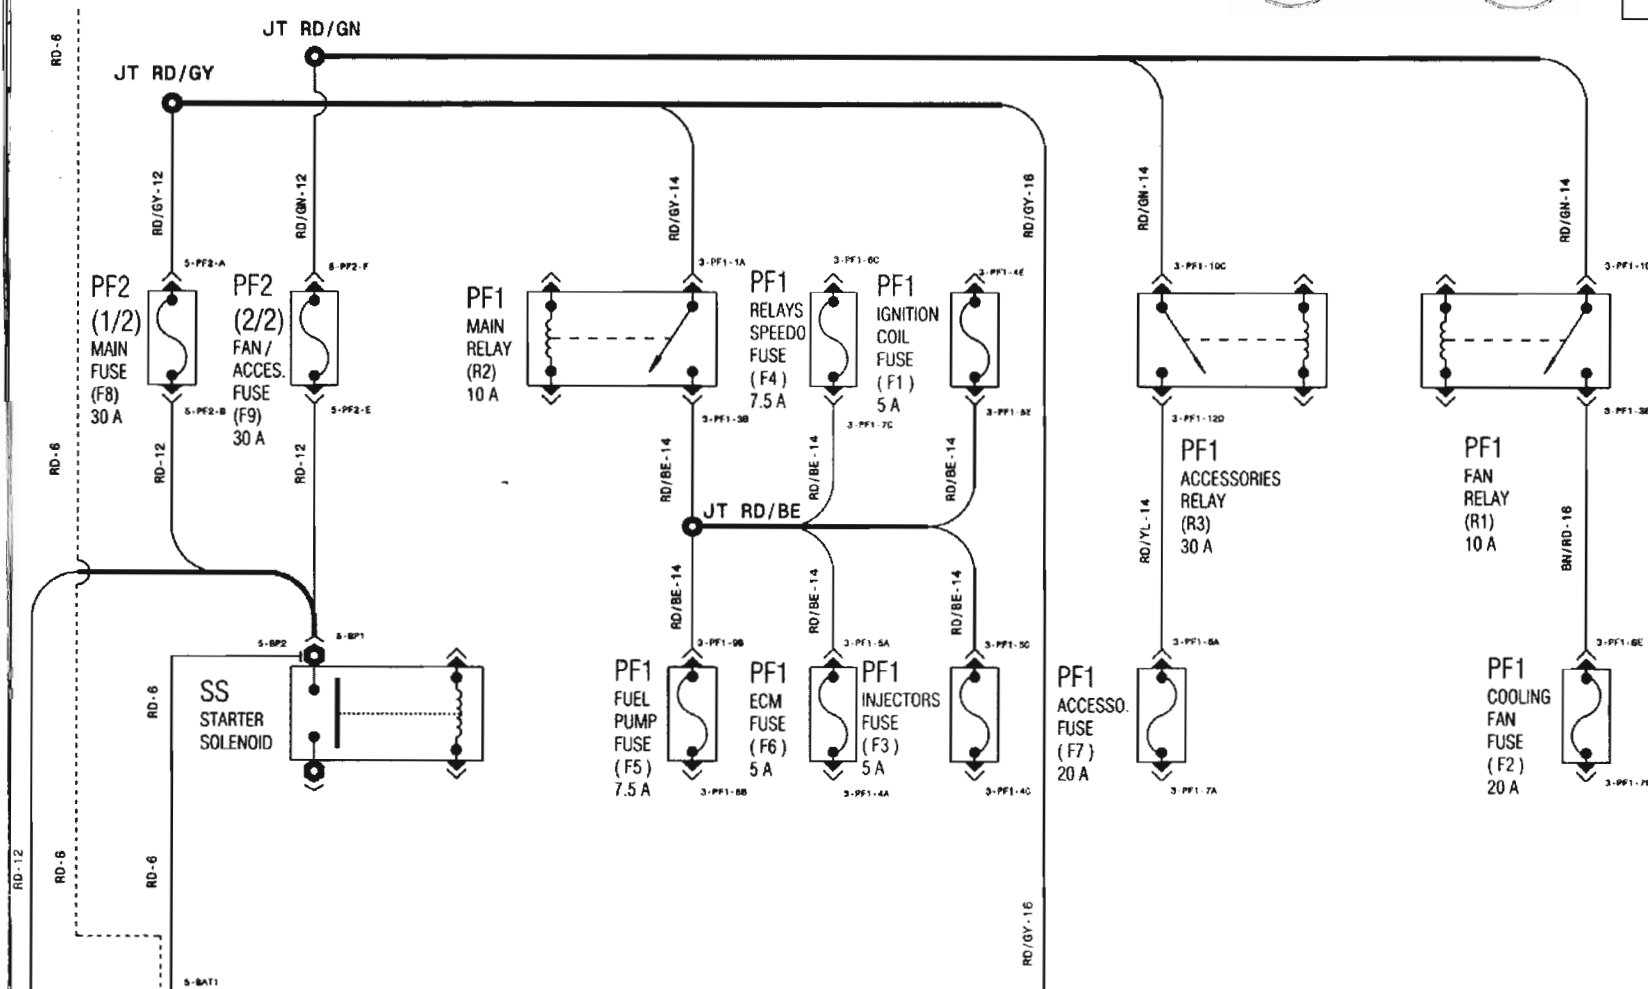 JT RD/GN
RD-6
JT RD/GY
RD/GY-12
RD/GN-12
RD/GY-14
RD/GY-16
RD/GN-14
RD/GN-14
5-PF2-A
5-PF2-F
3-PF1-1A
3-PF1-6C
3-PF1-4E
3-PF1-10C
PF2
(1/2)
MAIN
FUSE
(F8)
30 A
PF2
(2/2)
FAN/
ACCES.
FUSE
(F9)
30 A
PF1
MAIN
RELAY
(R2)
10 A
PF1
RELAYS
SPEEDO
FUSE
(F4)
7.5 A
PF1
IGNITION
COIL
FUSE
(F1)
5 A
5-PF2-B
5-PF2-E
3-PF1-3B
3-PF1-7C
3-PF1-5E
3-PF1-12D
RD-6
RD-12
RD-12
RD/BE-14
RD/BE-14
RD/BE-14
PF1
ACCESSORIES
RELAY
(R3)
30 A
PF1
FAN
RELAY
(R1)
10 A
JT RD/BE
RD/YL-14
BN/RD-16
RD/BE-14
RD/BE-14
RD/BE-14
5-BP2
5-BP1
3-PF1-9B
3-PF1-5A
3-PF1-5C
3-PF1-8A
3-PF1-6E
RD-6
SS
STARTER
SOLENOID
PF1
FUEL
PUMP
FUSE
(F5)
7.5 A
PF1
ECM
FUSE
(F6)
5 A
PF1
INJECTORS
FUSE
(F3)
5 A
PF1
ACCESSO.
FUSE
(F7)
20 A
PF1
COOLING
FAN
FUSE
(F2)
20 A
3-PF1-8B
3-PF1-4A
3-PF1-4C
3-PF1-7A
RD-12
RD-6
RD-6
RD/GY-16
5-BAT1